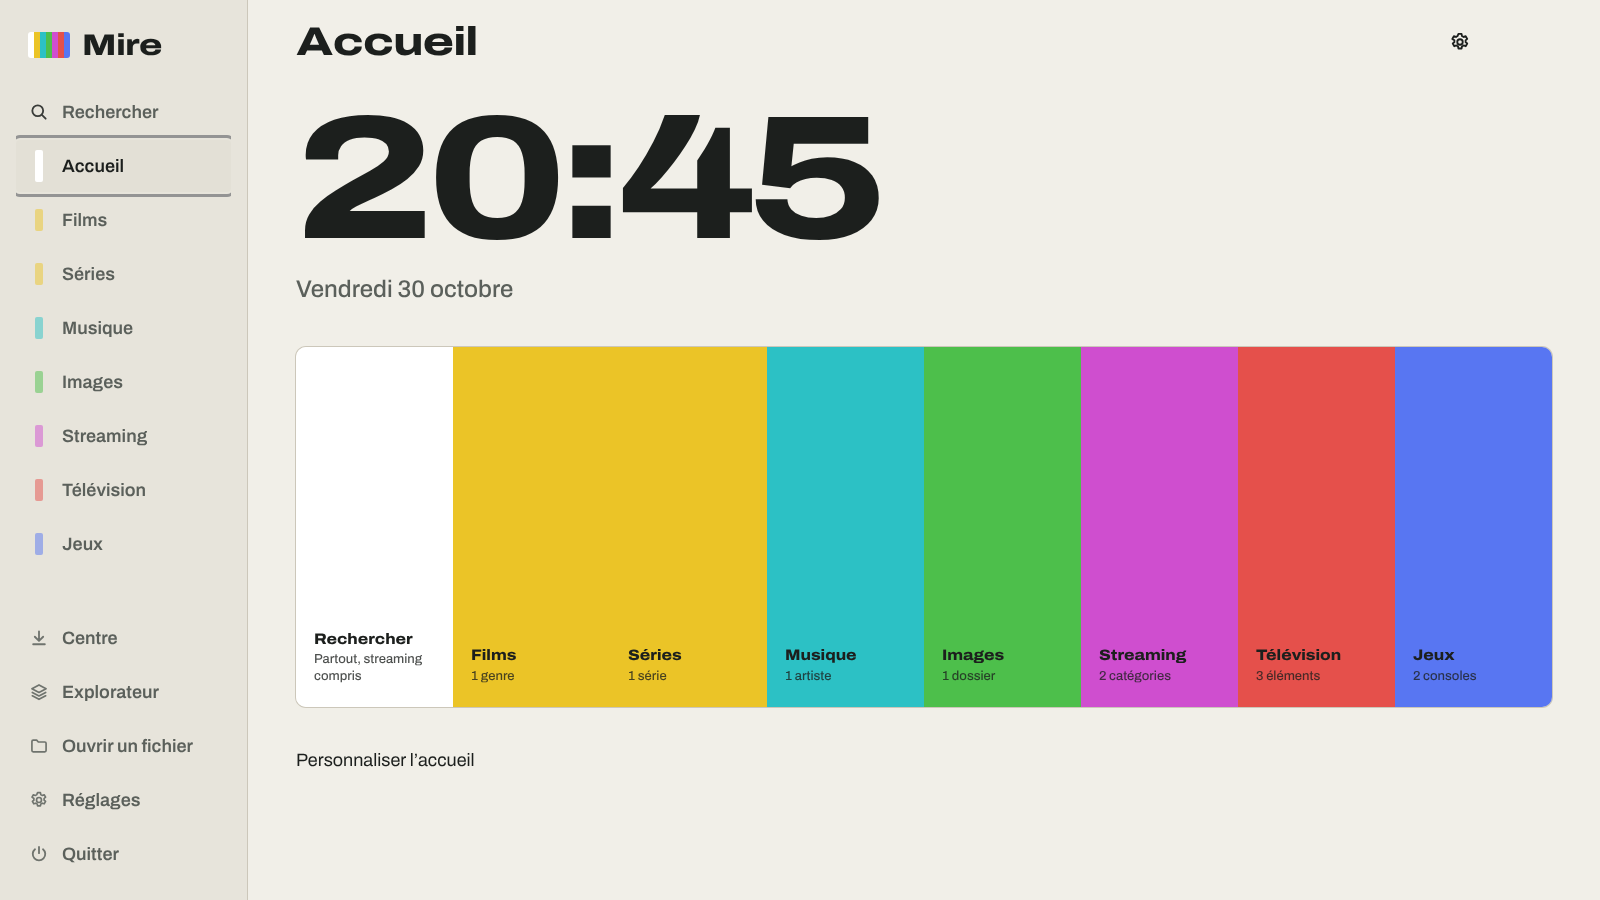 Mire
Rechercher
Accueil
Films
Séries
Musique
Images
Streaming
Télévision
Jeux
Centre
Explorateur
Ouvrir un fichier
Réglages
Quitter
Accueil
20:45
Vendredi 30 octobre
Rechercher
Partout, streaming
compris
Films
1 genre
Séries
1 série
Musique
1 artiste
Images
1 dossier
Streaming
2 catégories
Télévision
3 éléments
Jeux
2 consoles
Personnaliser l’accueil